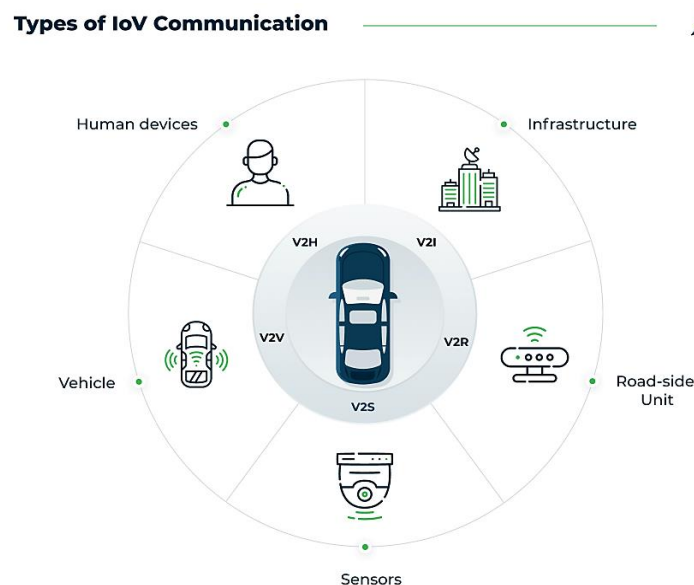 Types of IoV Communication
Human devices
Infrastructure
V2H
V2I
V2V
V2R
Vehicle
Road-side
Unit
V2S
Sensors